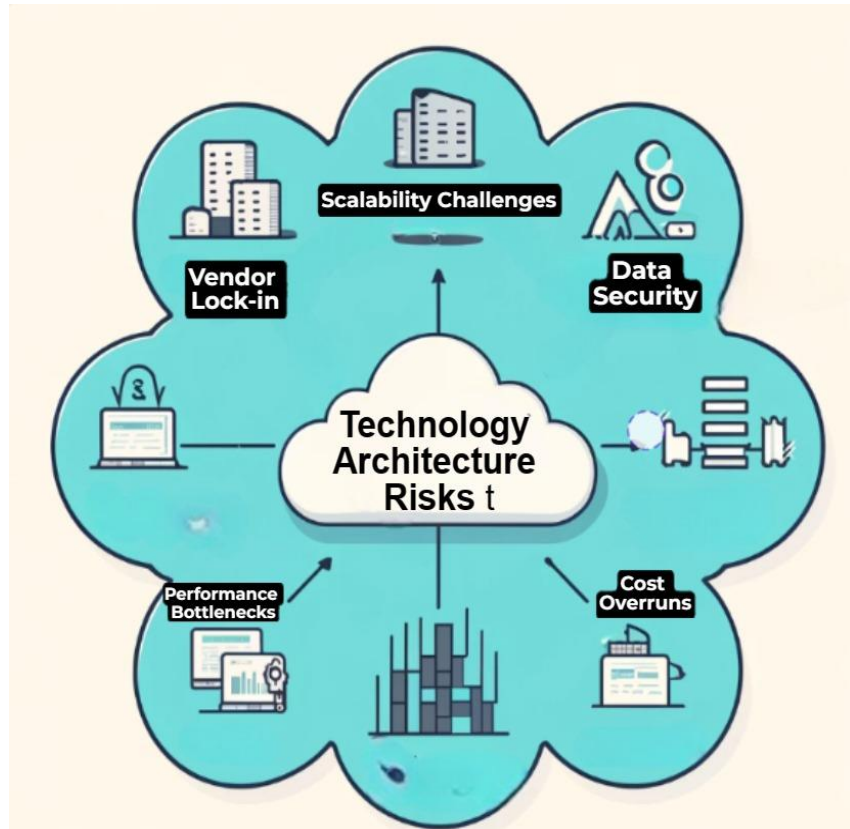 Scalability Challenges
Vendor
Lock-in
Data
Security
Technology
Architecture
Risks t
Performance
Bottlenecks
Cost
Overruns